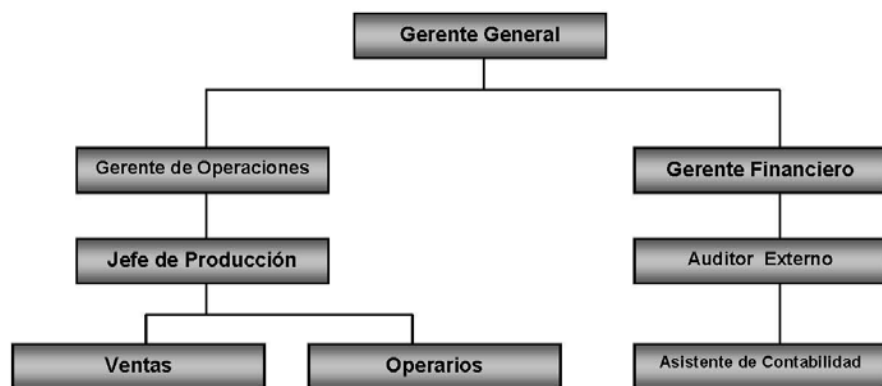 Gerente General
Gerente de Operaciones
Gerente Financiero
Jefe de Producción
Auditor Externo
Ventas
Operarios
Asistente de Contabilidad